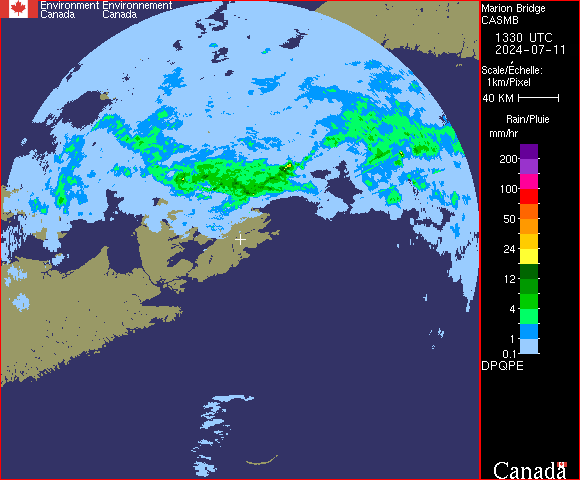 Environment Environnement
Canada Canada
Marion Bridge
CASMB
1330 UTC
2024-07-11
Scale/Échelle:
1km/Pixel
40 KM
Rain/Pluie
mm/hr
200
100
50
24
12
4
1
0.1
DPQPE
Canada